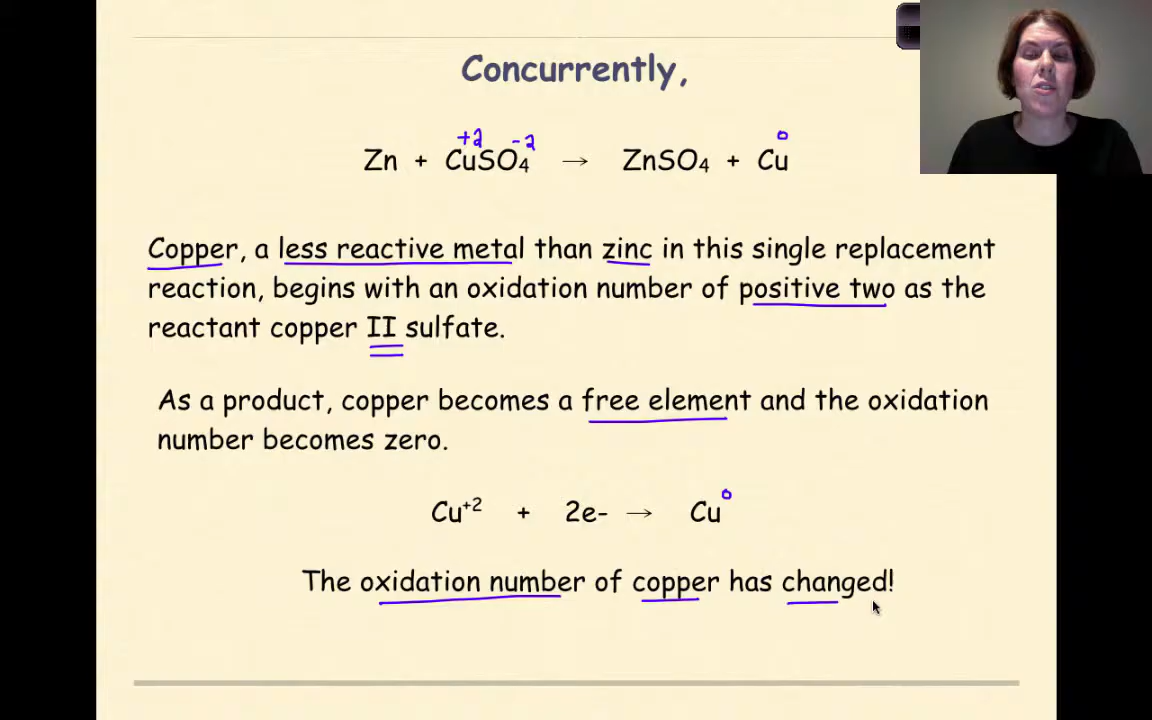 Concurrently,
+2 -2 0
Zn + CuSO₄ → ZnSO₄ + Cu
Copper, a less reactive metal than zinc in this single replacement
reaction, begins with an oxidation number of positive two as the
reactant copper II sulfate.
As a product, copper becomes a free element and the oxidation
number becomes zero.
Cu⁺² + 2e- → Cu⁰
The oxidation number of copper has changed!